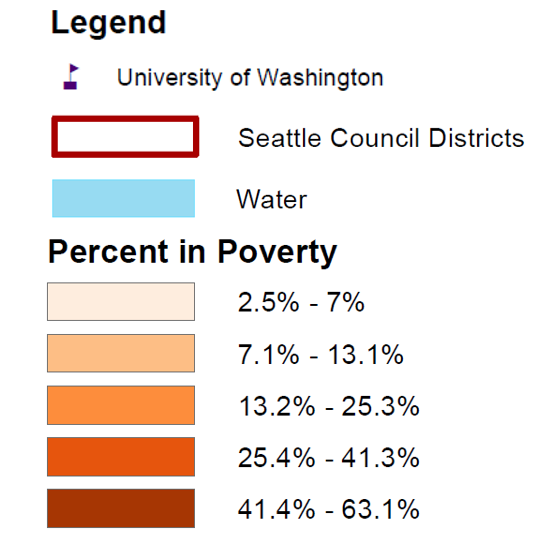 Legend
University of Washington
Seattle Council Districts
Water
Percent in Poverty
2.5% - 7%
7.1% - 13.1%
13.2% - 25.3%
25.4% - 41.3%
41.4% - 63.1%